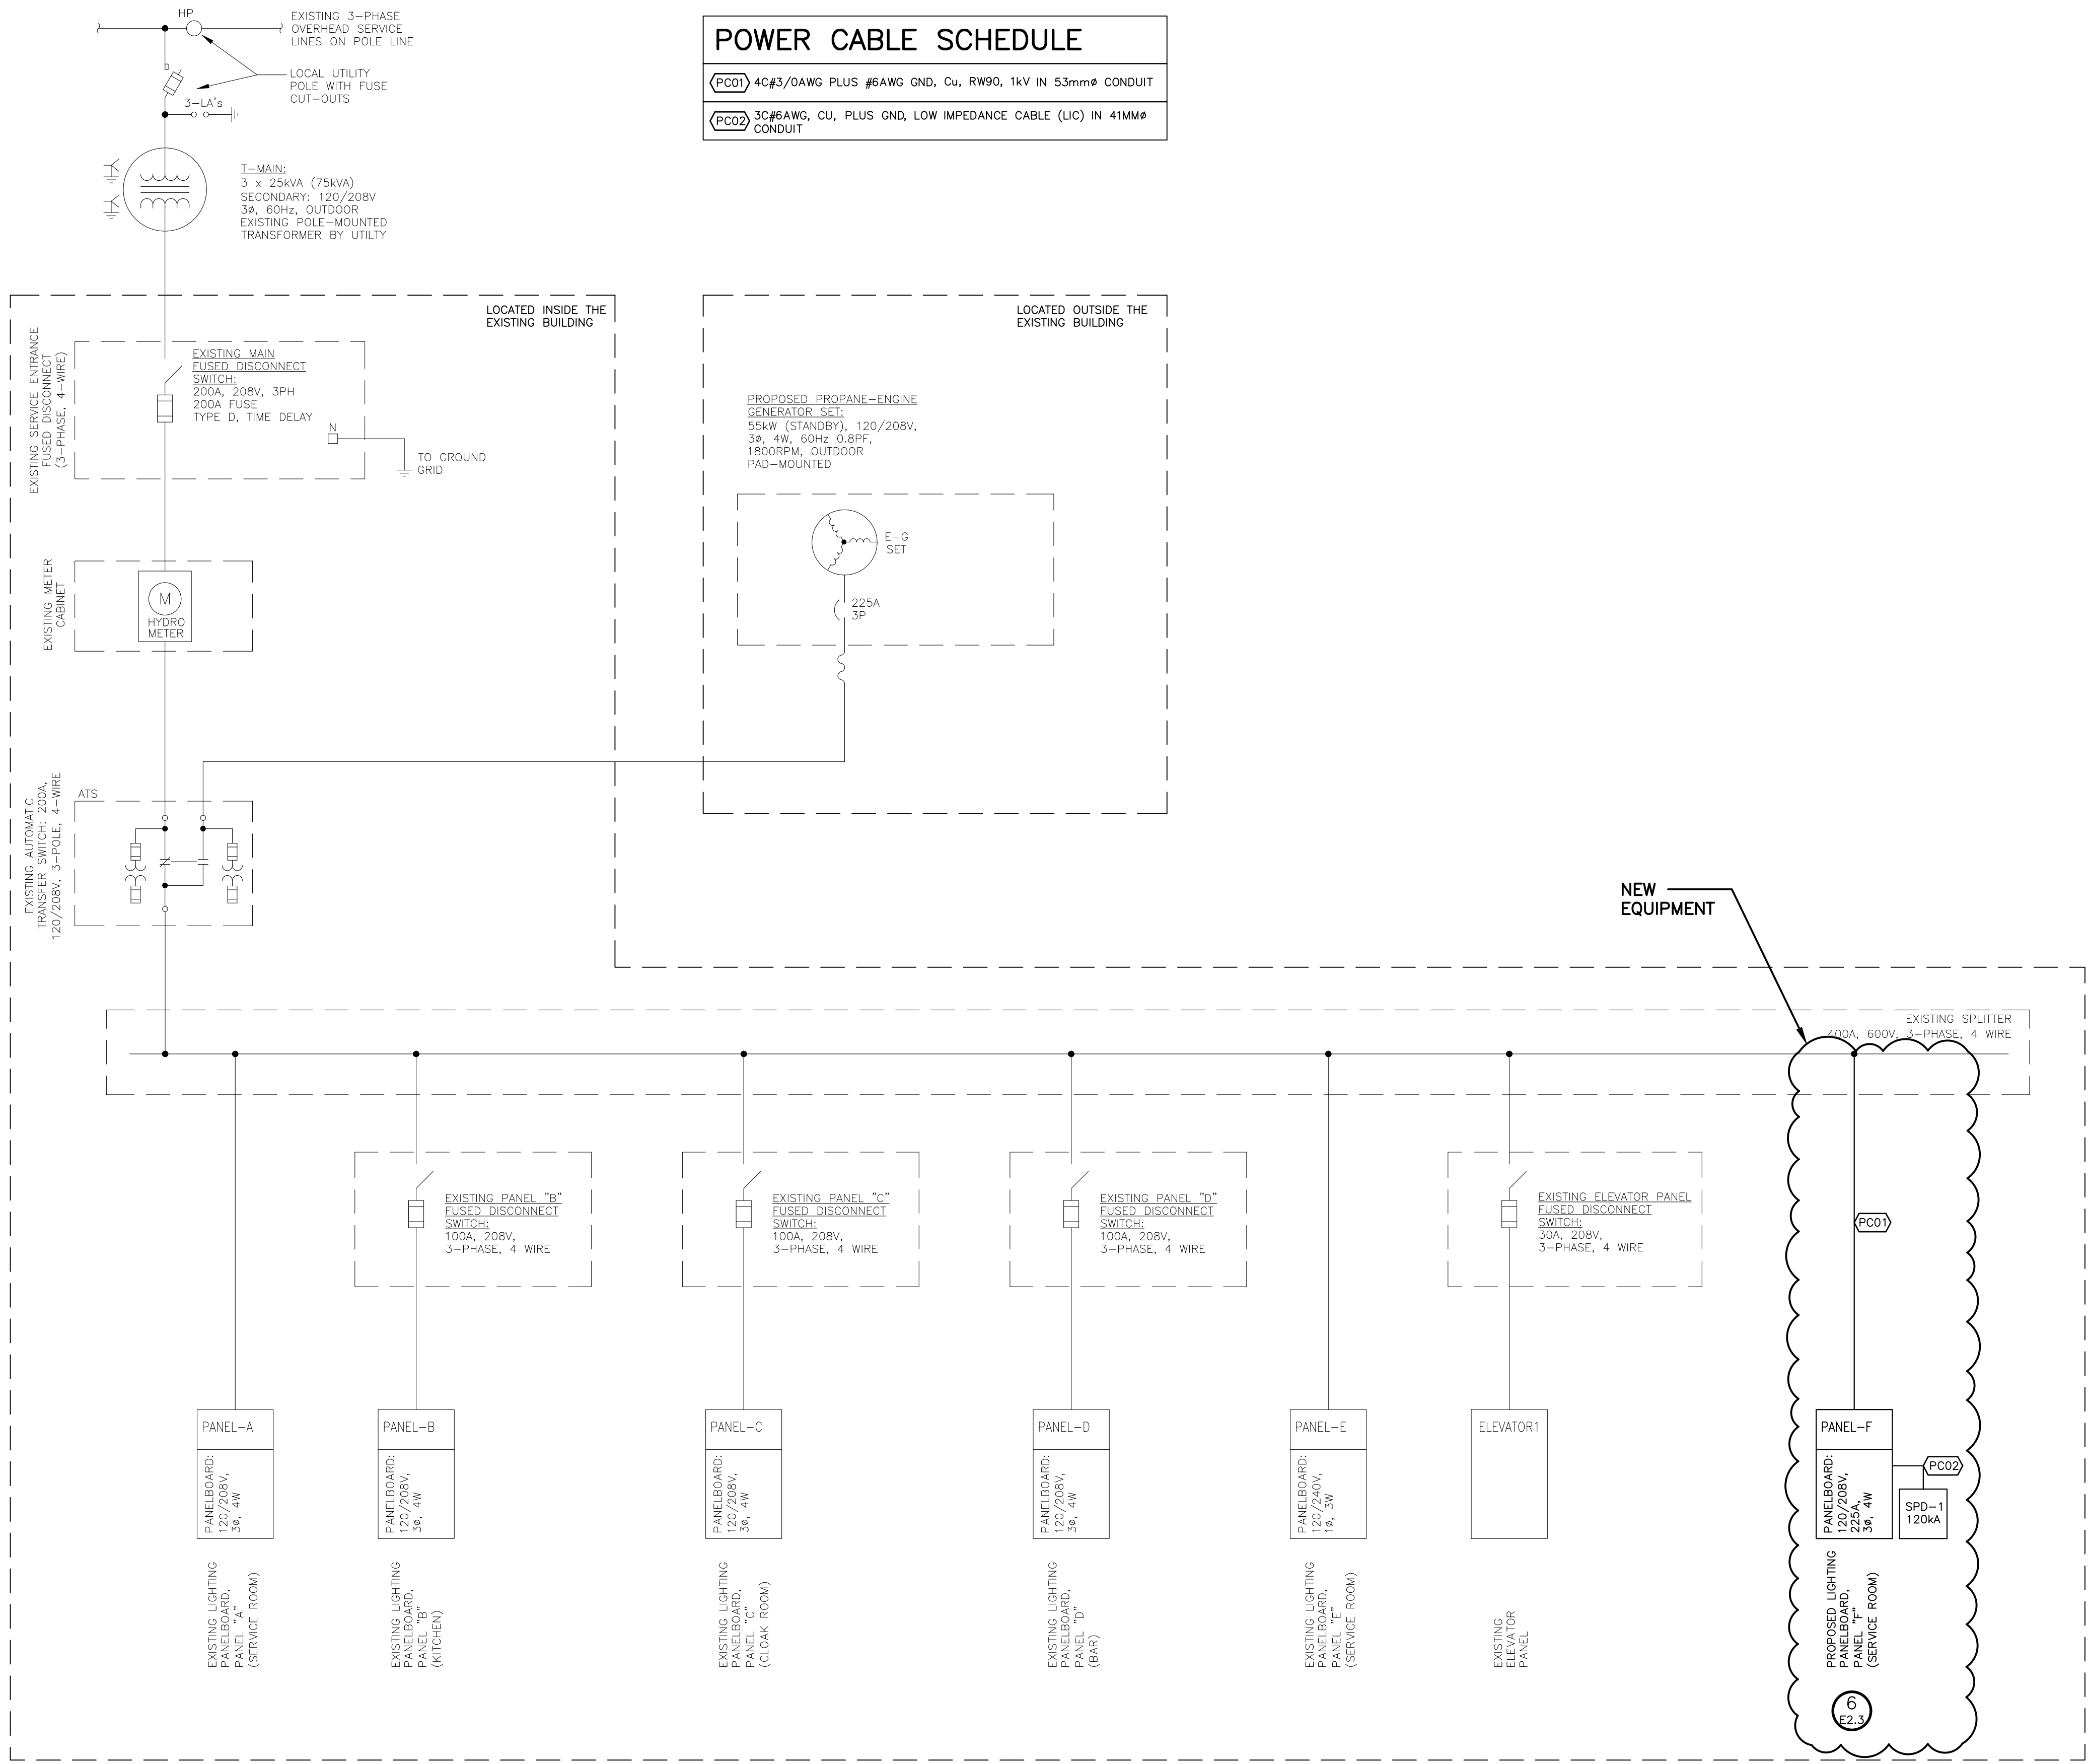 HP
EXISTING 3-PHASE
OVERHEAD SERVICE
LINES ON POLE LINE
LOCAL UTILITY
POLE WITH FUSE
CUT-OUTS
3-LA's
T-MAIN:
3 x 25kVA (75kVA)
SECONDARY: 120/208V
3ø, 60Hz, OUTDOOR
EXISTING POLE-MOUNTED
TRANSFORMER BY UTILTY
POWER CABLE SCHEDULE
PC01 4C#3/0AWG PLUS #6AWG GND, Cu, RW90, 1kV IN 53mmø CONDUIT
PC02 3C#6AWG, CU, PLUS GND, LOW IMPEDANCE CABLE (LIC) IN 41MMø
CONDUIT
LOCATED INSIDE THE
EXISTING BUILDING
EXISTING SERVICE ENTRANCE
FUSED DISCONNECT
(3-PHASE, 4-WIRE)
EXISTING MAIN
FUSED DISCONNECT
SWITCH:
200A, 208V, 3PH
200A FUSE
TYPE D, TIME DELAY
N
TO GROUND
GRID
LOCATED OUTSIDE THE
EXISTING BUILDING
PROPOSED PROPANE-ENGINE
GENERATOR SET:
55kW (STANDBY), 120/208V,
3ø, 4W, 60Hz 0.8PF,
1800RPM, OUTDOOR
PAD-MOUNTED
E-G
SET
225A
3P
EXISTING METER
CABINET
M
HYDRO
METER
EXISTING AUTOMATIC
TRANSFER SWITCH: 200A,
120/208V, 3-POLE, 4-WIRE
ATS
NEW
EQUIPMENT
EXISTING SPLITTER
400A, 600V, 3-PHASE, 4 WIRE
EXISTING PANEL "B"
FUSED DISCONNECT
SWITCH:
100A, 208V,
3-PHASE, 4 WIRE
EXISTING PANEL "C"
FUSED DISCONNECT
SWITCH:
100A, 208V,
3-PHASE, 4 WIRE
EXISTING PANEL "D"
FUSED DISCONNECT
SWITCH:
100A, 208V,
3-PHASE, 4 WIRE
EXISTING ELEVATOR PANEL
FUSED DISCONNECT
SWITCH:
30A, 208V,
3-PHASE, 4 WIRE
PC01
PANEL-A
PANELBOARD:
120/208V,
3ø, 4W
EXISTING LIGHTING
PANELBOARD,
PANEL "A"
(SERVICE ROOM)
PANEL-B
PANELBOARD:
120/208V,
3ø, 4W
EXISTING LIGHTING
PANELBOARD,
PANEL "B"
(KITCHEN)
PANEL-C
PANELBOARD:
120/208V,
3ø, 4W
EXISTING LIGHTING
PANELBOARD,
PANEL "C"
(CLOAK ROOM)
PANEL-D
PANELBOARD:
120/208V,
3ø, 4W
EXISTING LIGHTING
PANELBOARD,
PANEL "D"
(BAR)
PANEL-E
PANELBOARD:
120/240V,
1ø, 3W
EXISTING LIGHTING
PANELBOARD,
PANEL "E"
(SERVICE ROOM)
ELEVATOR1
EXISTING
ELEVATOR
PANEL
PANEL-F
PANELBOARD:
120/208V,
225A,
3ø, 4W
PC02
SPD-1
120kA
PROPOSED LIGHTING
PANELBOARD,
PANEL "F"
(SERVICE ROOM)
6
E2.3